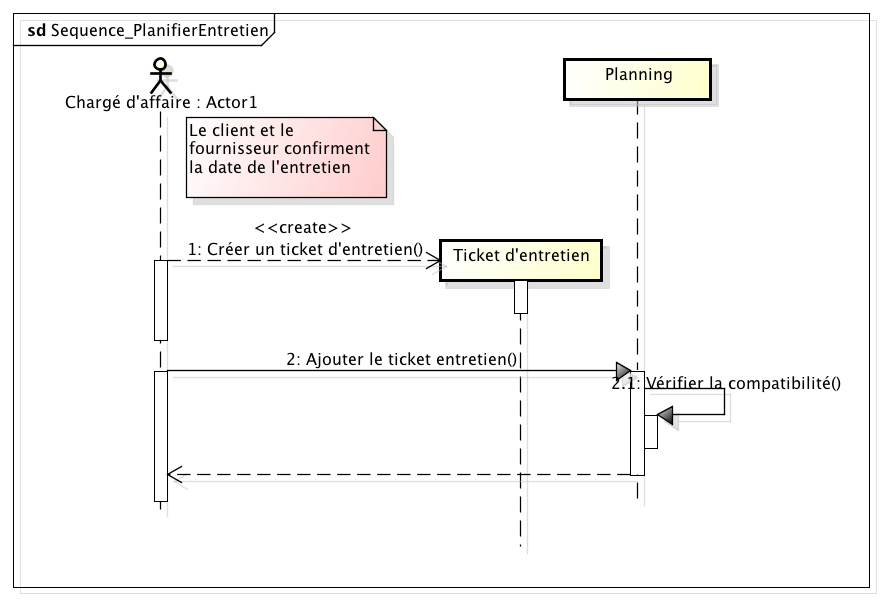 sd Sequence_PlanifierEntretien
Chargé d'affaire : Actor1
Planning
Le client et le
fournisseur confirment
la date de l'entretien
<<create>>
1: Créer un ticket d'entretien()
Ticket d'entretien
2: Ajouter le ticket entretien()
2.1: Vérifier la compatibilité()